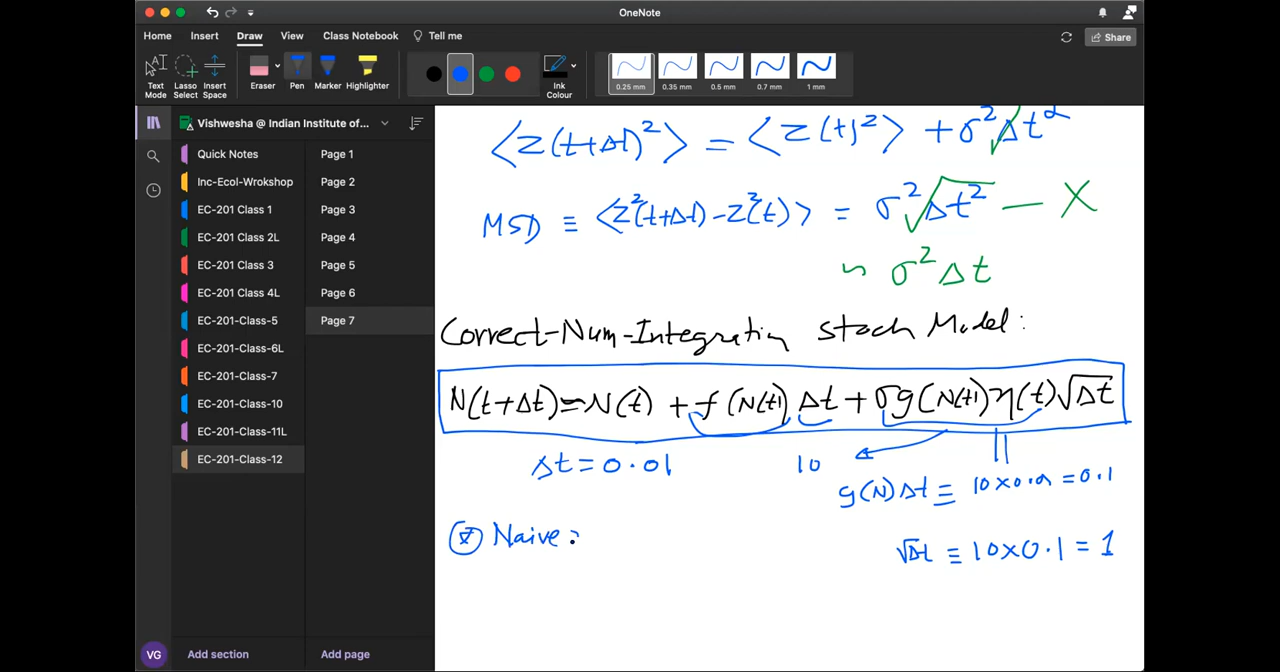 OneNote
Home Insert Draw View Class Notebook Tell me
Share
Text Mode
Lasso Select
Insert Space
Eraser
Pen
Marker
Highlighter
Ink Colour
0.25 mm 0.35 mm 0.5 mm 0.7 mm 1 mm
Vishwesha @ Indian Institute of...
Quick Notes
Inc-Ecol-Wrokshop
EC-201 Class 1
EC-201 Class 2L
EC-201 Class 3
EC-201 Class 4L
EC-201-Class-5
EC-201-Class-6L
EC-201-Class-7
EC-201-Class-10
EC-201-Class-11L
EC-201-Class-12
Page 1
Page 2
Page 3
Page 4
Page 5
Page 6
Page 7
⟨z(t+Δt)²⟩ = ⟨z(t)²⟩ + σ²Δt²
MSD ≡ ⟨z²(t+Δt) - z²(t)⟩ = σ²Δt² — X
~ σ²Δt
Correct-Num-Integration Stoch Model:
N(t+Δt)=N(t) + f(N(t)) Δt + σg(N(t))η(t)√Δt
Δt = 0.01
10
g(N)Δt ≡ 10×0.01 = 0.1
* Naive :
√Δt ≡ 10×0.1 = 1
VG
Add section
Add page